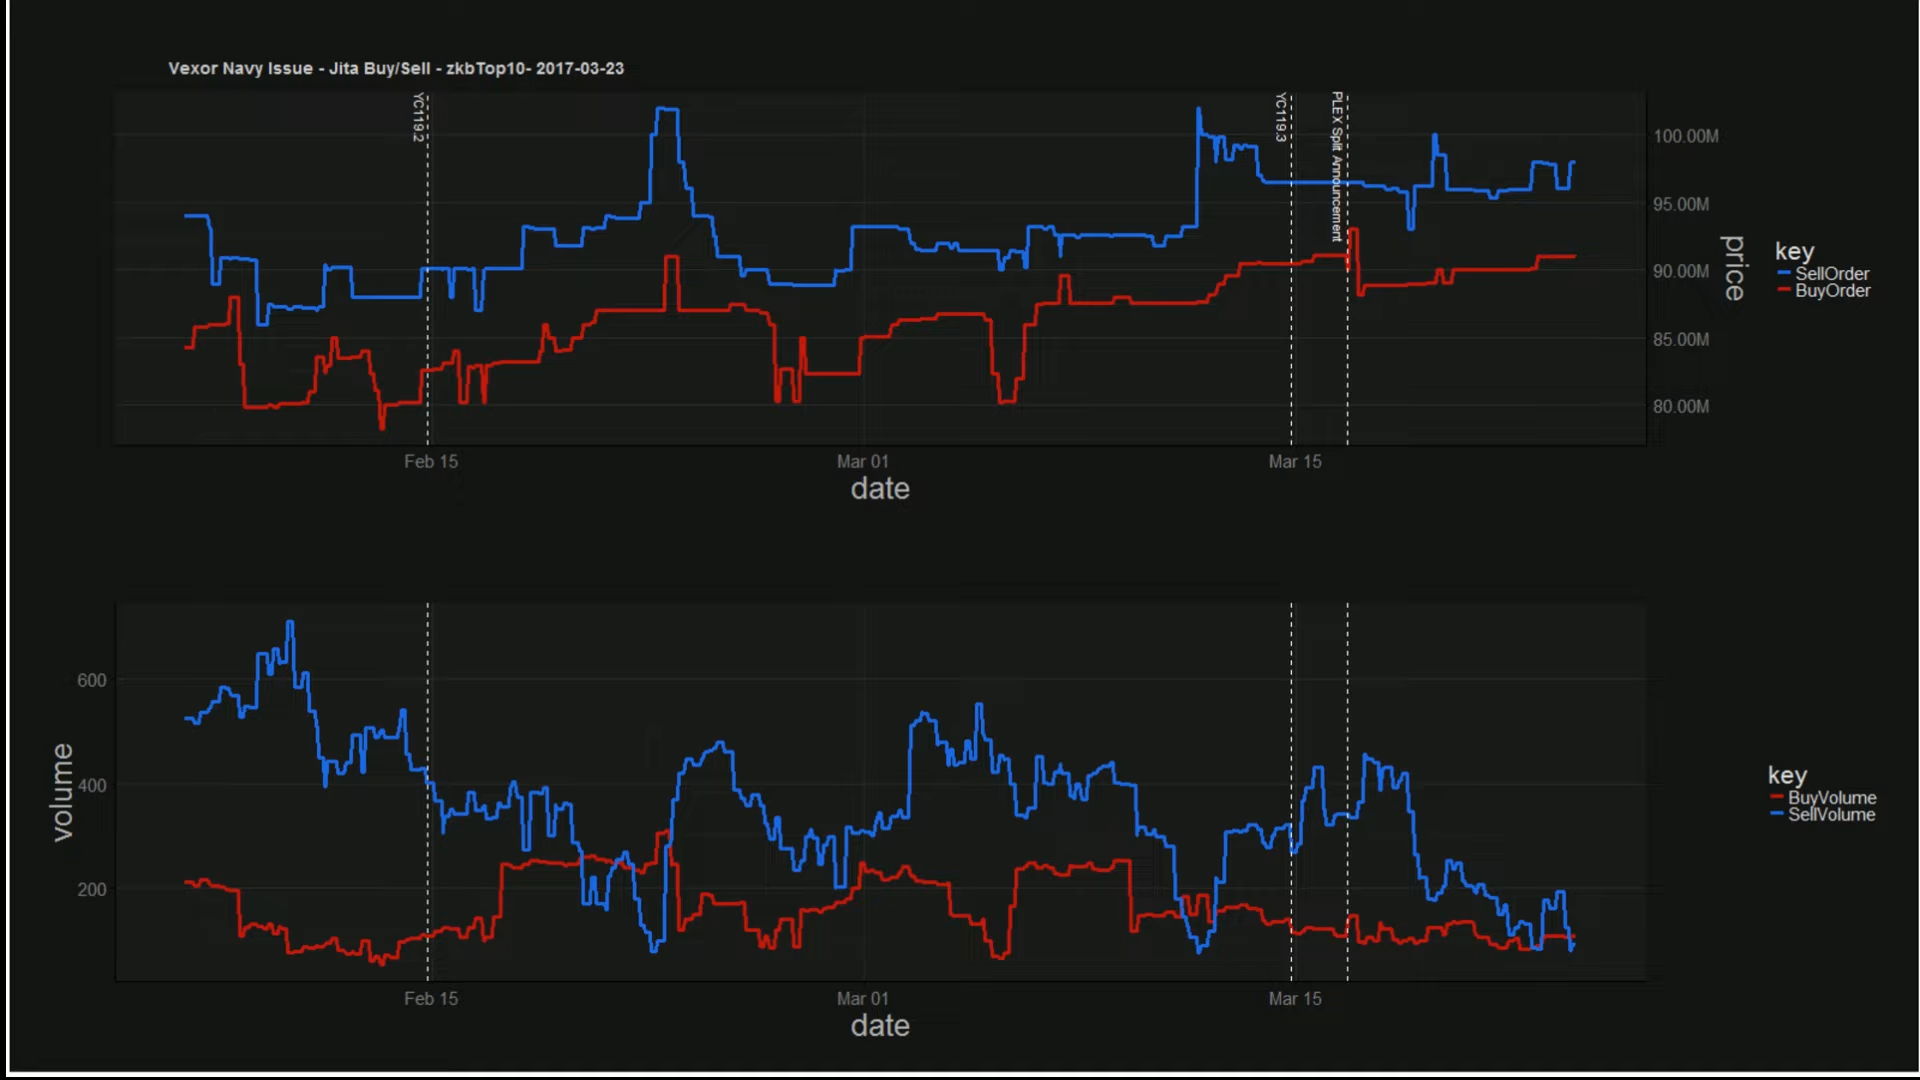 Vexor Navy Issue - Jita Buy/Sell - zkbTop10- 2017-03-23
YC119.2
YC119.3
PLEX Split Announcement
100.00M
95.00M
90.00M
85.00M
80.00M
price
key
SellOrder
BuyOrder
Feb 15
Mar 01
Mar 15
date
600
400
200
volume
key
BuyVolume
SellVolume
Feb 15
Mar 01
Mar 15
date